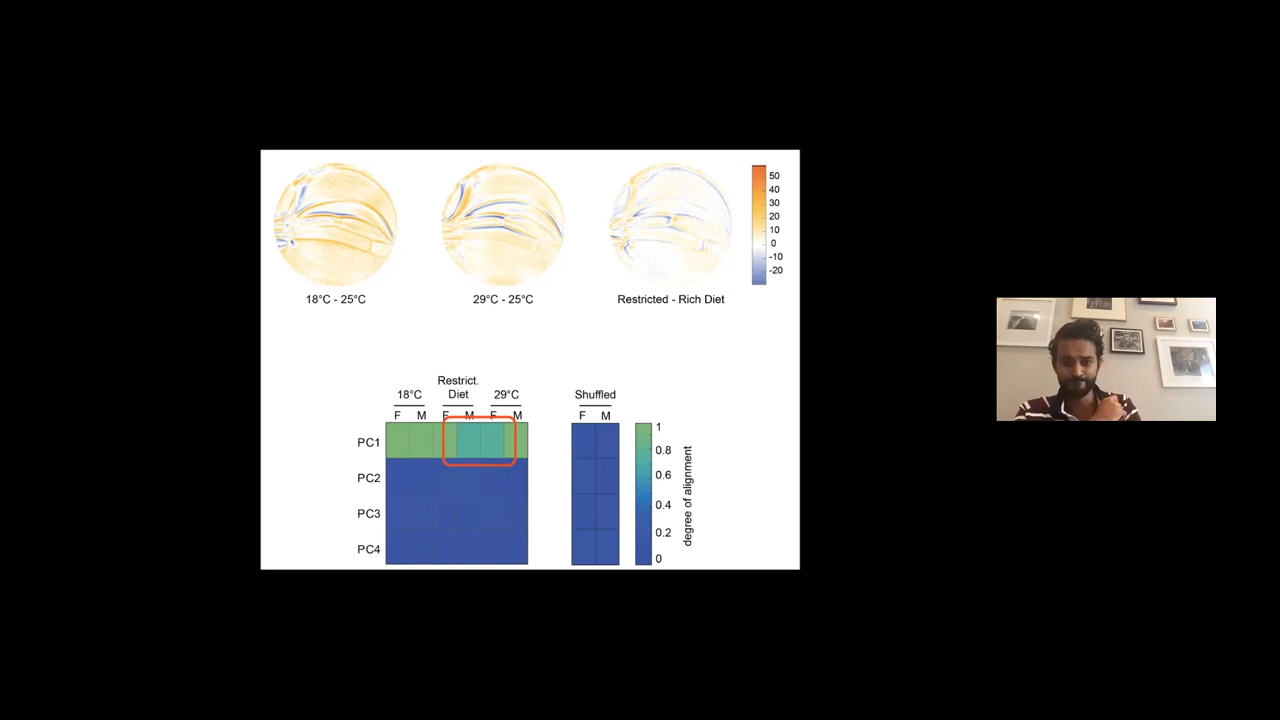 50
40
30
20
10
0
-10
-20
18°C - 25°C
29°C - 25°C
Restricted - Rich Diet
Restrict.
18°C Diet 29°C Shuffled
F M F M F M F M
PC1
PC2
PC3
PC4
1
0.8
0.6
0.4
0.2
0
degree of alignment